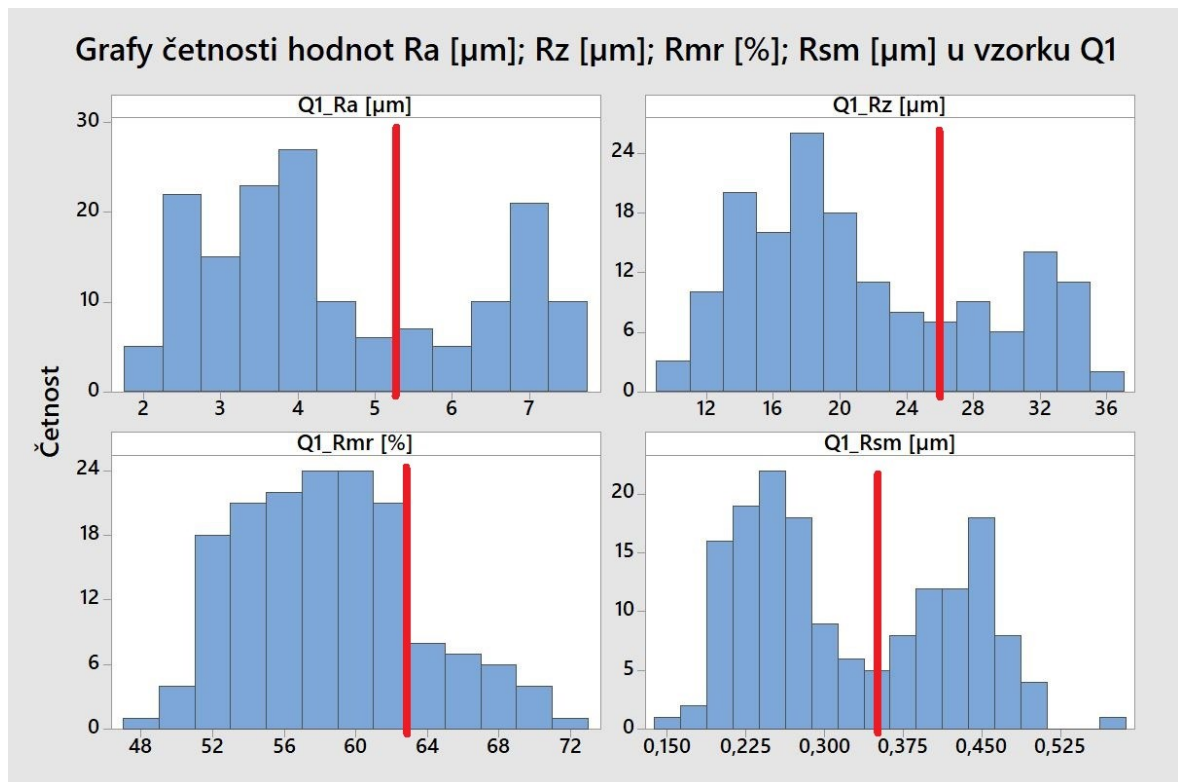 Grafy četnosti hodnot Ra [µm]; Rz [µm]; Rmr [%]; Rsm [µm] u vzorku Q1
Četnost
Q1_Ra [µm]
30
20
10
0
2 3 4 5 6 7
Q1_Rz [µm]
24
18
12
6
0
12 16 20 24 28 32 36
Q1_Rmr [%]
24
18
12
6
0
48 52 56 60 64 68 72
Q1_Rsm [µm]
20
15
10
5
0
0,150 0,225 0,300 0,375 0,450 0,525